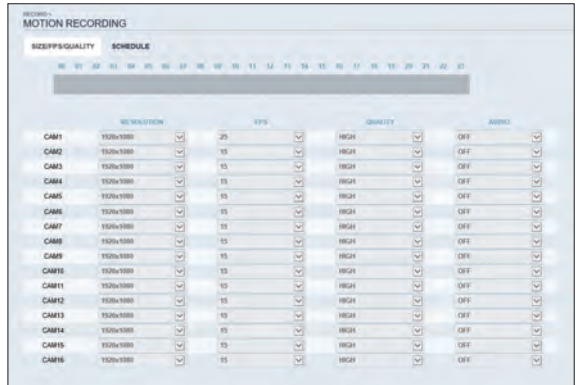 RECORD>
MOTION RECORDING
SIZE/FPS/QUALITY SCHEDULE
00 01 02 03 04 05 06 07 08 09 10 11 12 13 14 15 16 17 18 19 20 21 22 23
RESOLUTION FPS QUALITY AUDIO
CAM1 1920x1080 25 HIGH OFF
CAM2 1920x1080 15 HIGH OFF
CAM3 1920x1080 15 HIGH OFF
CAM4 1920x1080 15 HIGH OFF
CAM5 1920x1080 15 HIGH OFF
CAM6 1920x1080 15 HIGH OFF
CAM7 1920x1080 15 HIGH OFF
CAM8 1920x1080 15 HIGH OFF
CAM9 1920x1080 15 HIGH OFF
CAM10 1920x1080 15 HIGH OFF
CAM11 1920x1080 15 HIGH OFF
CAM12 1920x1080 15 HIGH OFF
CAM13 1920x1080 15 HIGH OFF
CAM14 1920x1080 15 HIGH OFF
CAM15 1920x1080 15 HIGH OFF
CAM16 1920x1080 15 HIGH OFF